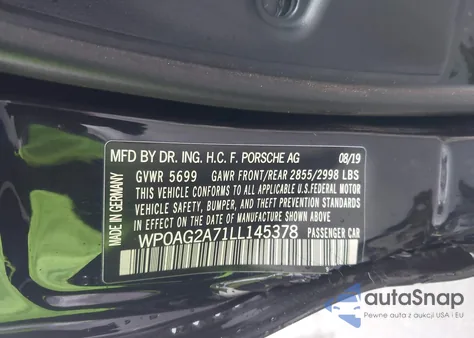 MFD BY DR. ING. H.C. F. PORSCHE AG 08/19
GVWR 5699 GAWR FRONT/REAR 2855/2998 LBS
THIS VEHICLE CONFORMS TO ALL APPLICABLE U.S.FEDERAL MOTOR
VEHICLE SAFETY, BUMPER, AND THEFT PREVENTION STANDARDS
IN EFFECT ON THE DATE OF MANUFACTURE SHOWN ABOVE.
WP0AG2A71LL145378 PASSENGER CAR
MADE IN GERMANY
autoSnap
Pewne auta z aukcji USA i EU